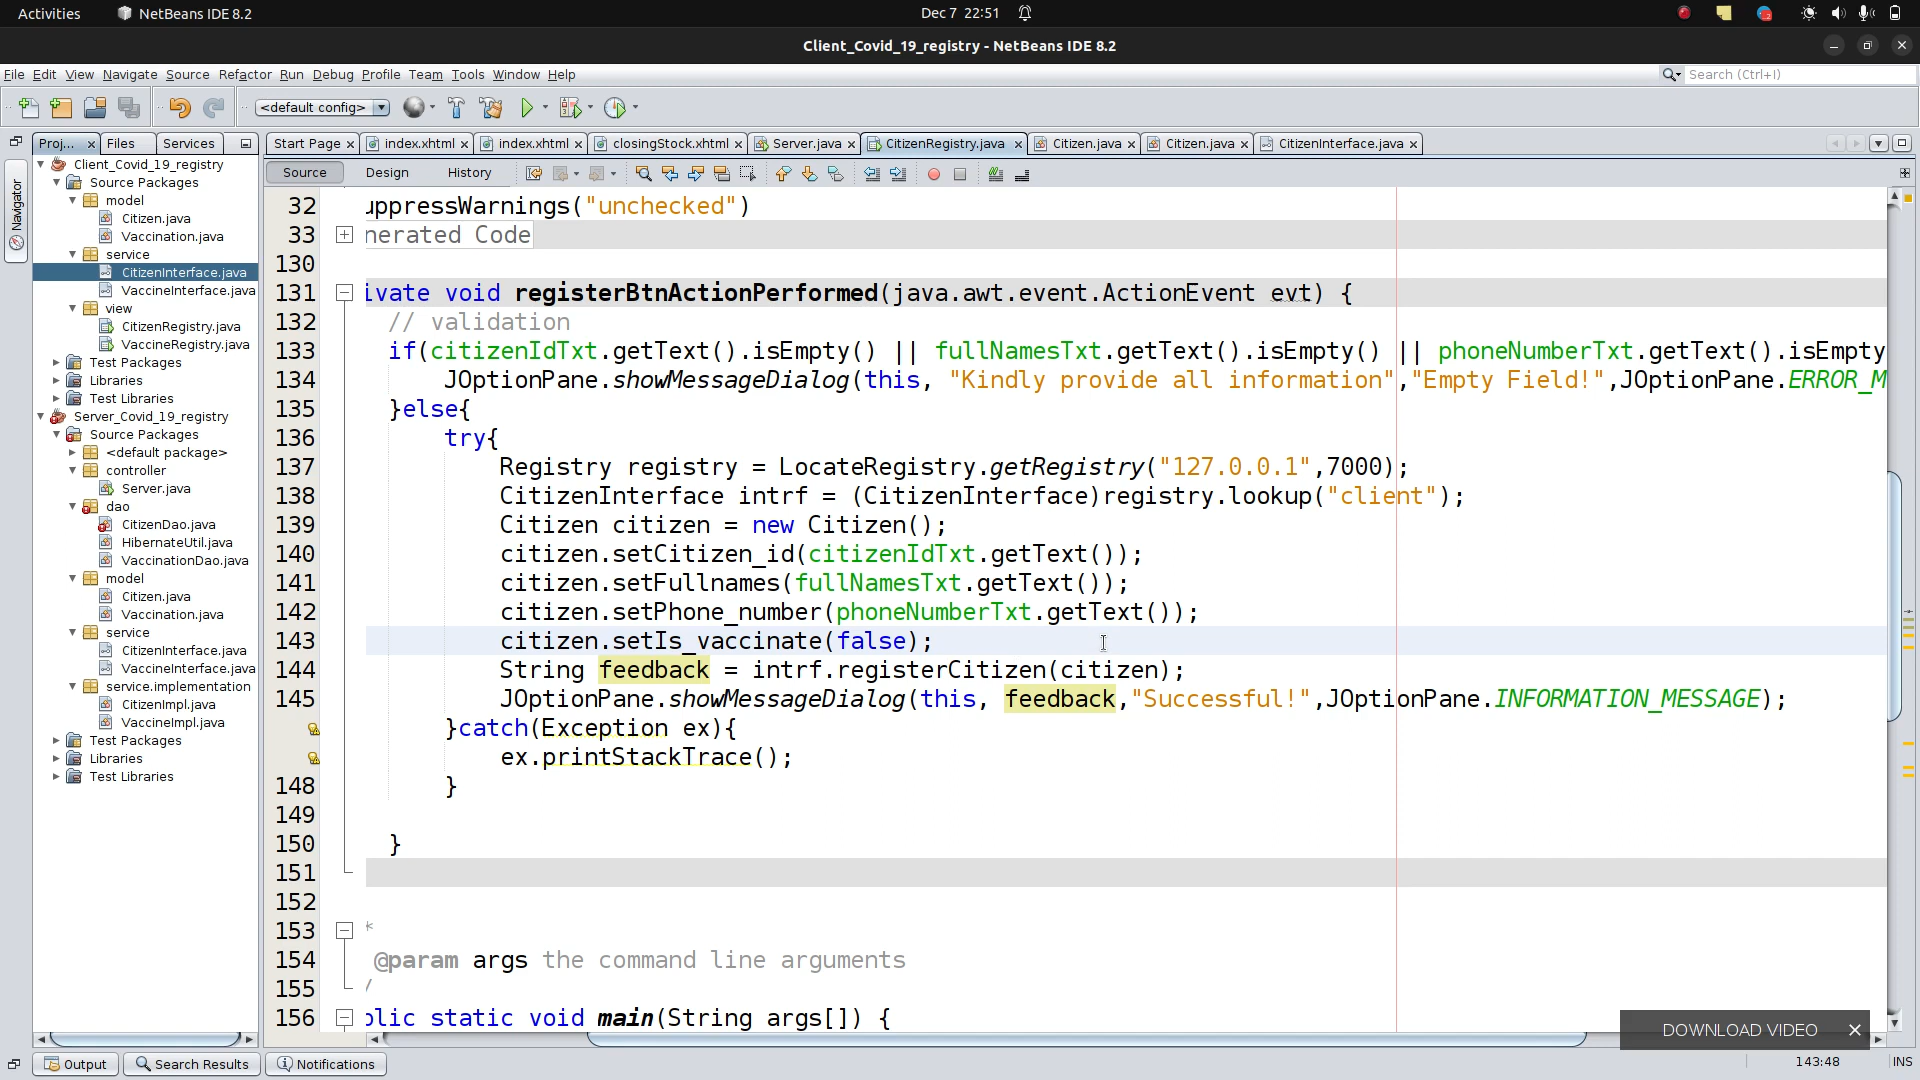 Activities
NetBeans IDE 8.2
Dec 7 22:51
Client_Covid_19_registry - NetBeans IDE 8.2
File Edit View Navigate Source Refactor Run Debug Profile Team Tools Window Help
Search (Ctrl+I)
<default config>
Proj... × Files Services
Start Page index.xhtml index.xhtml closingStock.xhtml Server.java CitizenRegistry.java Citizen.java Citizen.java CitizenInterface.java
Source Design History
Navigator
Client_Covid_19_registry
Source Packages
model
Citizen.java
Vaccination.java
service
CitizenInterface.java
VaccineInterface.java
view
CitizenRegistry.java
VaccineRegistry.java
Test Packages
Libraries
Test Libraries
Server_Covid_19_registry
Source Packages
<default package>
controller
Server.java
dao
CitizenDao.java
HibernateUtil.java
VaccinationDao.java
model
Citizen.java
Vaccination.java
service
CitizenInterface.java
VaccineInterface.java
service.implementation
CitizenImpl.java
VaccineImpl.java
Test Packages
Libraries
Test Libraries
32 uppressWarnings("unchecked")
33 nerated Code
130
131 ivate void registerBtnActionPerformed(java.awt.event.ActionEvent evt) {
132 // validation
133 if(citizenIdTxt.getText().isEmpty() || fullNamesTxt.getText().isEmpty() || phoneNumberTxt.getText().isEmpty
134 JOptionPane.showMessageDialog(this, "Kindly provide all information","Empty Field!",JOptionPane.ERROR_M
135 }else{
136 try{
137 Registry registry = LocateRegistry.getRegistry("127.0.0.1",7000);
138 CitizenInterface intrf = (CitizenInterface)registry.lookup("client");
139 Citizen citizen = new Citizen();
140 citizen.setCitizen_id(citizenIdTxt.getText());
141 citizen.setFullnames(fullNamesTxt.getText());
142 citizen.setPhone_number(phoneNumberTxt.getText());
143 citizen.setIs_vaccinate(false);
144 String feedback = intrf.registerCitizen(citizen);
145 JOptionPane.showMessageDialog(this, feedback,"Successful!",JOptionPane.INFORMATION_MESSAGE);
}catch(Exception ex){
ex.printStackTrace();
148 }
149
150 }
151
152
153 *
154 @param args the command line arguments
155 /
156 blic static void main(String args[]) {
DOWNLOAD VIDEO ×
Output Search Results Notifications
143:48 INS